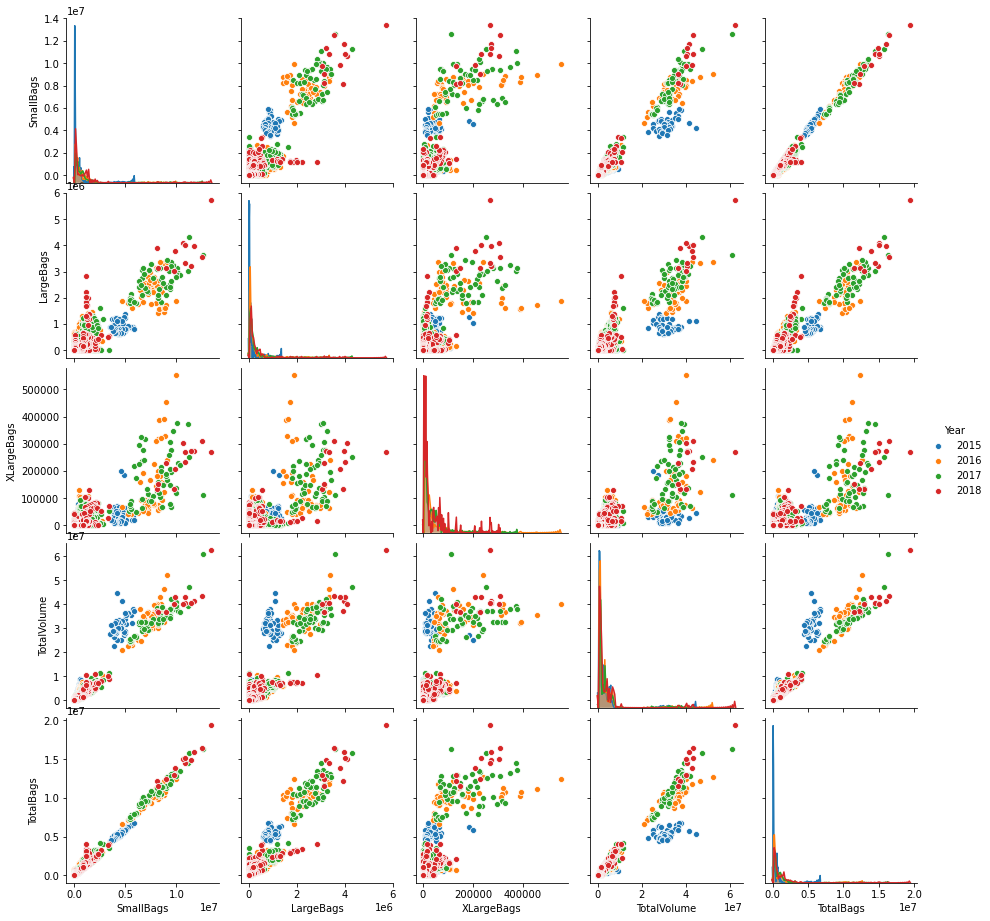 1e7
1.4
1.2
1.0
0.8
0.6
0.4
0.2
0.0
SmallBags
1e6
6
5
4
3
2
1
0
LargeBags
500000
400000
300000
200000
100000
0
XLargeBags
Year
2015
2016
2017
2018
1e7
6
5
4
3
2
1
0
TotalVolume
1e7
2.0
1.5
1.0
0.5
0.0
TotalBags
0.0 0.5 1.0
SmallBags
1e7
0 2 4 6
LargeBags
1e6
0 200000 400000
XLargeBags
0 2 4 6
TotalVolume
1e7
0.0 0.5 1.0 1.5 2.0
TotalBags
1e7